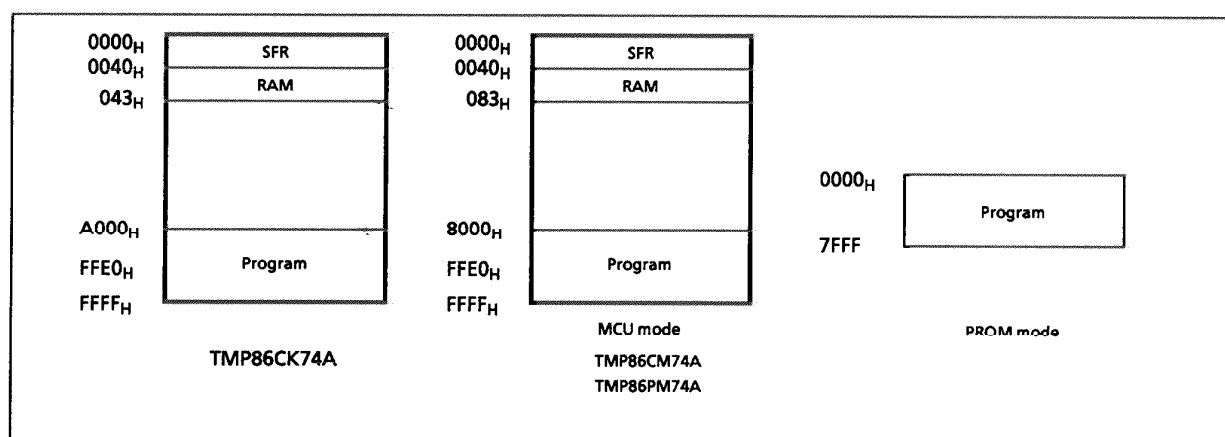 0000H
SFR
0040H
RAM
043H
A000H
Program
FFE0H
FFFFH
TMP86CK74A
0000H
SFR
0040H
RAM
083H
8000H
Program
FFE0H
FFFFH
MCU mode
TMP86CM74A
TMP86PM74A
0000H
Program
7FFF
PROM mode